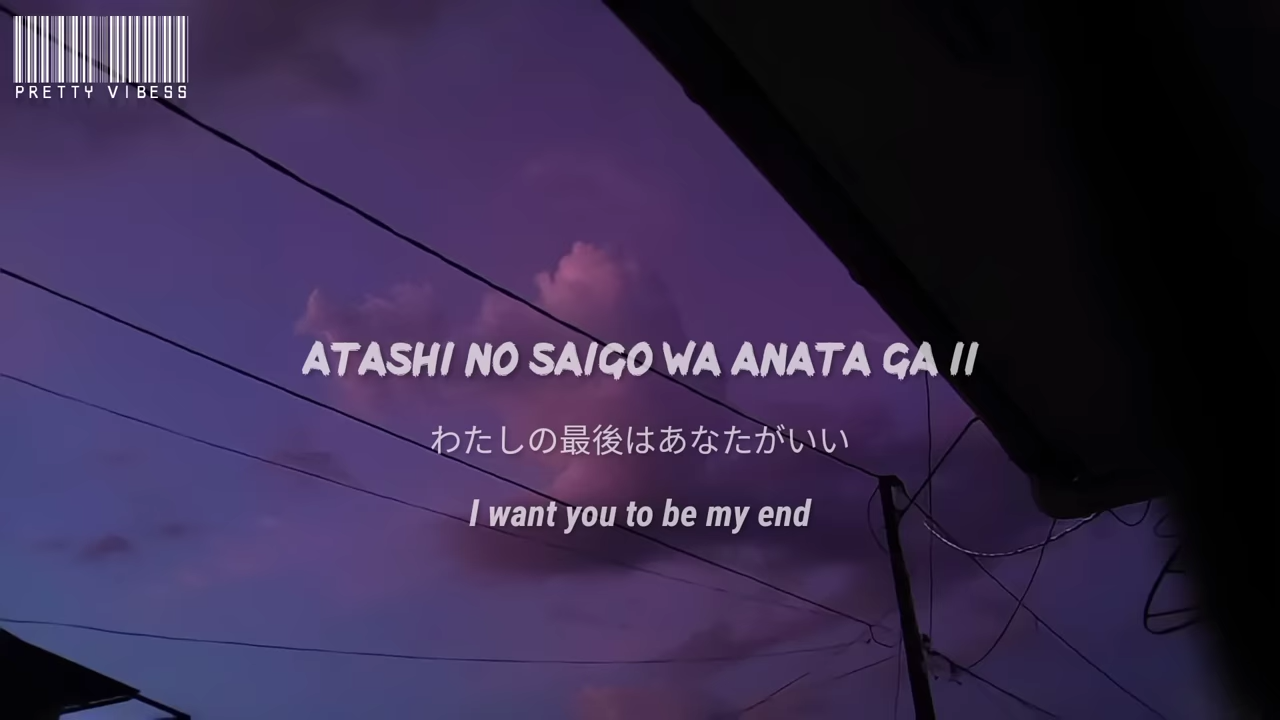 PRETTY VIBESS
ATASHI NO SAIGO WA ANATA GA II
わたしの最後はあなたがいい
I want you to be my end